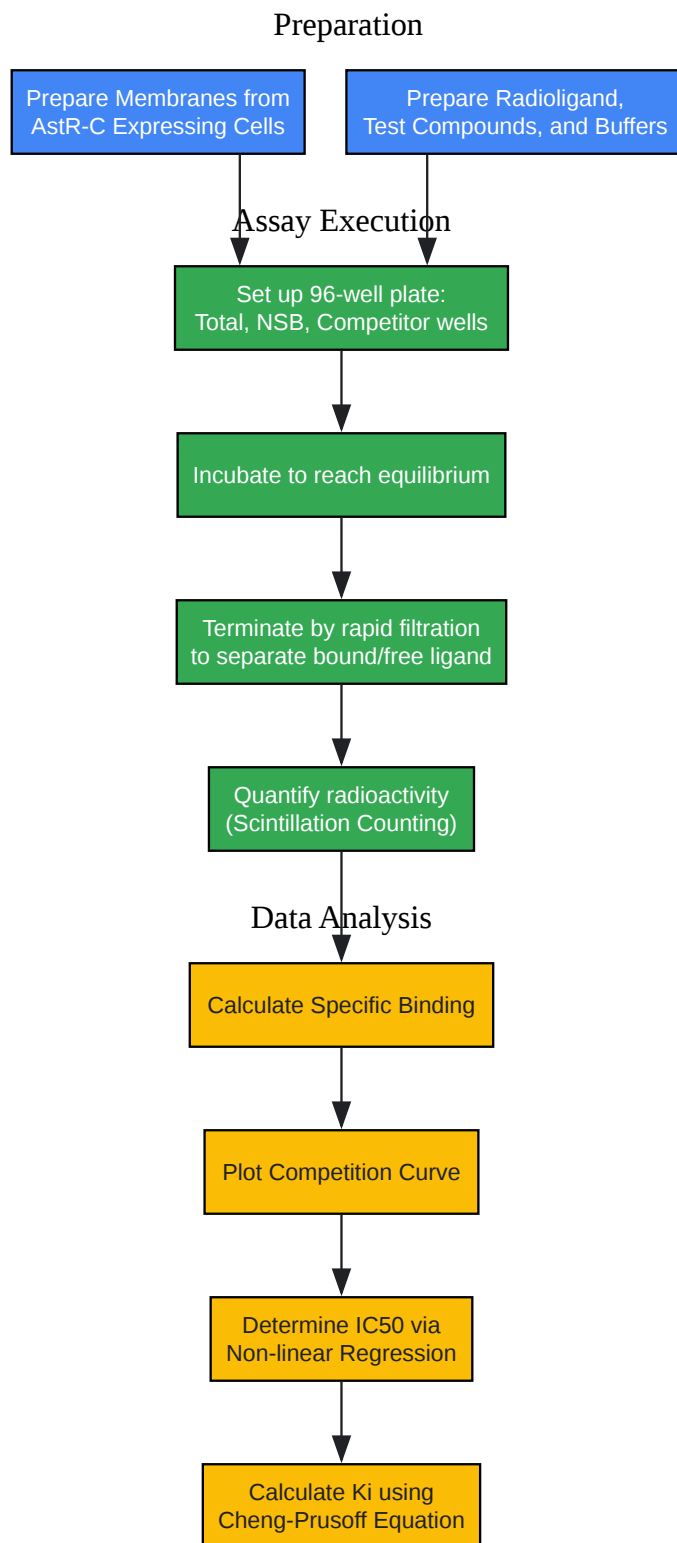 Preparation
Prepare Membranes from
AstR-C Expressing Cells
Prepare Radioligand,
Test Compounds, and Buffers
Assay Execution
Set up 96-well plate:
Total, NSB, Competitor wells
Incubate to reach equilibrium
Terminate by rapid filtration
to separate bound/free ligand
Quantify radioactivity
(Scintillation Counting)
Data Analysis
Calculate Specific Binding
Plot Competition Curve
Determine IC50 via
Non-linear Regression
Calculate Ki using
Cheng-Prusoff Equation